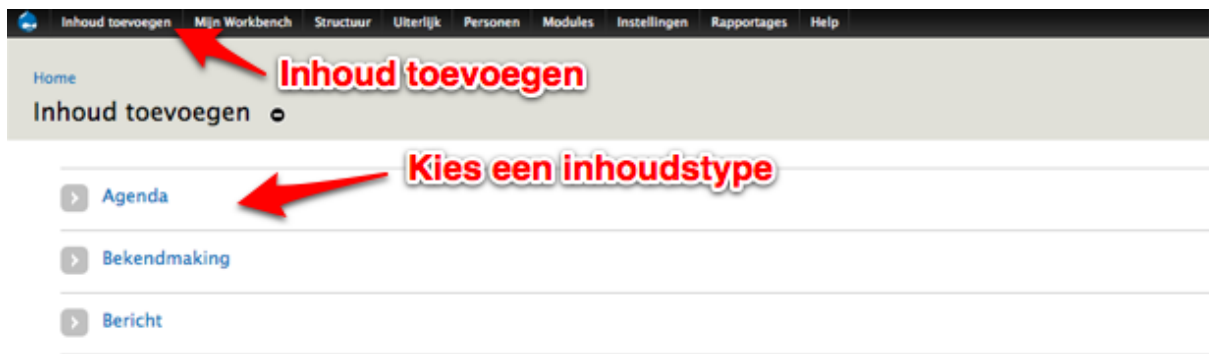 Inhoud toevoegen Mijn Workbench Structuur Uiterlijk Personen Modules Instellingen Rapportages Help
Inhoud toevoegen
Home
Inhoud toevoegen
Kies een inhoudstype
Agenda
Bekendmaking
Bericht